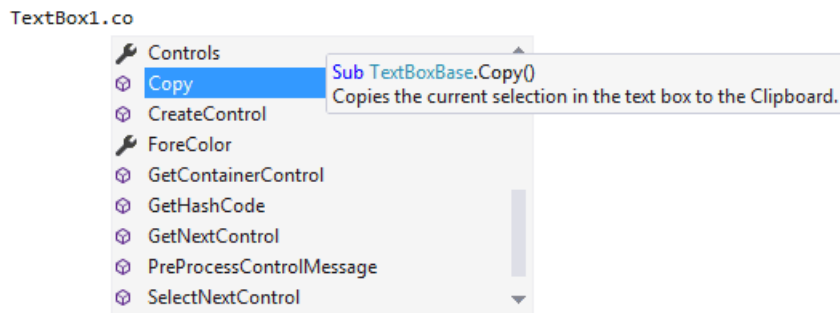 TextBox1.co
Controls
Copy
Sub TextBoxBase.Copy()
Copies the current selection in the text box to the Clipboard.
CreateControl
ForeColor
GetContainerControl
GetHashCode
GetNextControl
PreProcessControlMessage
SelectNextControl